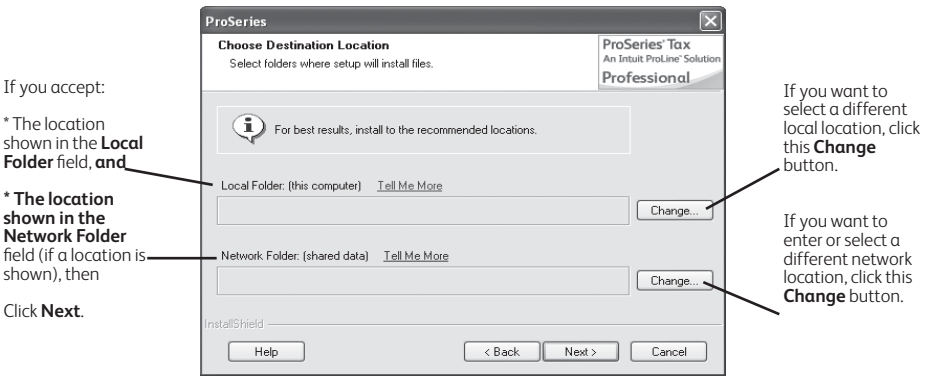 If you accept:
* The location
shown in the Local
Folder field, and
* The location
shown in the
Network Folder
field (if a location is
shown), then
Click Next.
ProSeries
Choose Destination Location
Select folders where setup will install files.
ProSeries® Tax
An Intuit ProLine™ Solution
Professional
For best results, install to the recommended locations.
Local Folder: (this computer) Tell Me More
Change...
Network Folder: (shared data) Tell Me More
Change...
InstallShield
Help
< Back
Next >
Cancel
If you want to
select a different
local location, click
this Change
button.
If you want to
enter or select a
different network
location, click this
Change button.